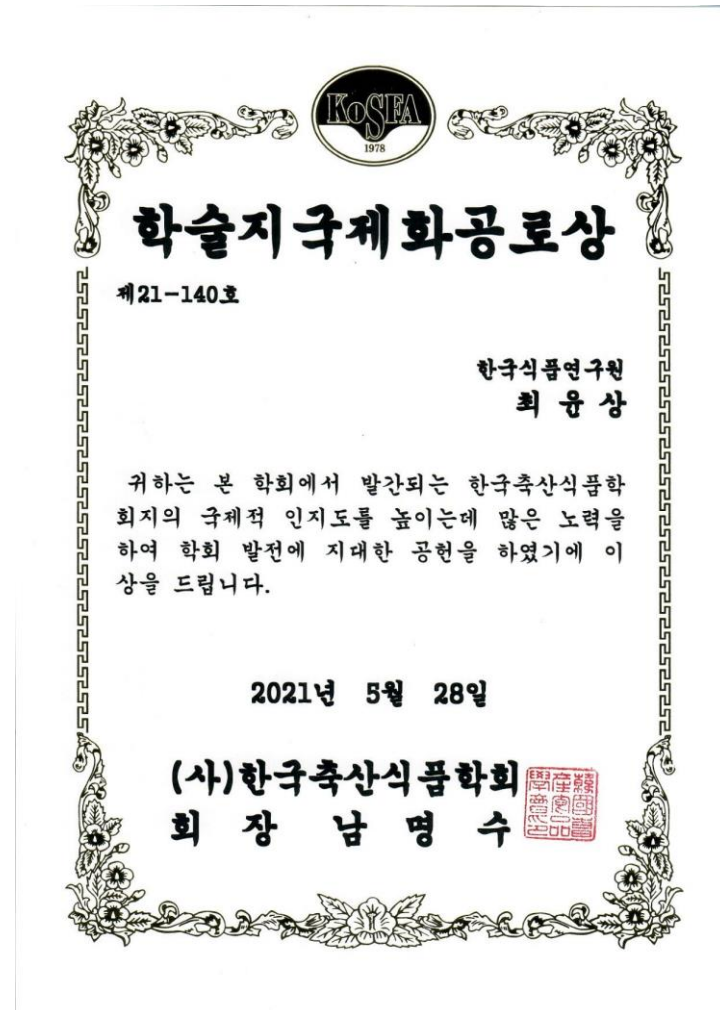 KoSFA
1978
학술지국제화공로상
제21-140호
한국식품연구원
최 윤 상
귀하는 본 학회에서 발간되는 한국축산식품학
회지의 국제적 인지도를 높이는데 많은 노력을
하여 학회 발전에 지대한 공헌을 하였기에 이
상을 드립니다.
2021년 5월 28일
(사)한국축산식품학회
회 장 남 명 수